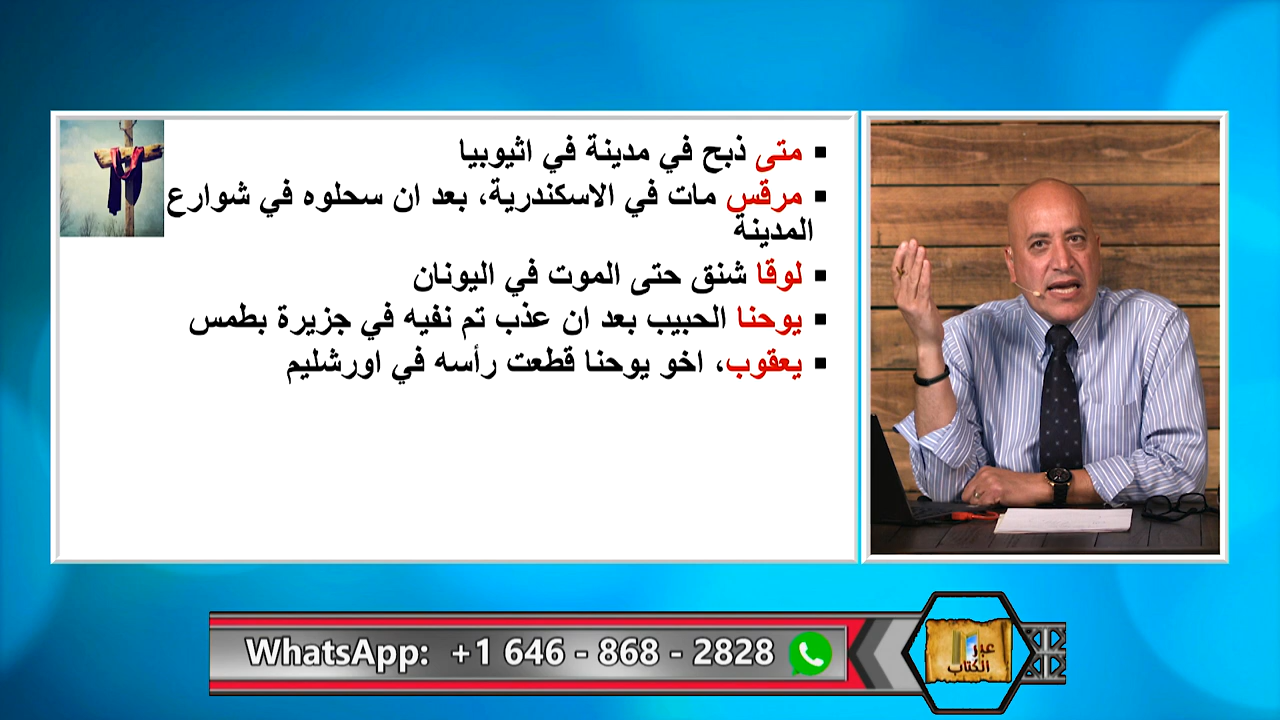 ▪ متى ذبح في مدينة في اثيوبيا
▪ مرقس مات في الاسكندرية، بعد ان سحلوه في شوارع
المدينة
▪ لوقا شنق حتى الموت في اليونان
▪ يوحنا الحبيب بعد ان عذب تم نفيه في جزيرة بطمس
▪ يعقوب، اخو يوحنا قطعت رأسه في اورشليم
WhatsApp: +1 646 - 868 - 2828
عبر
الكتاب